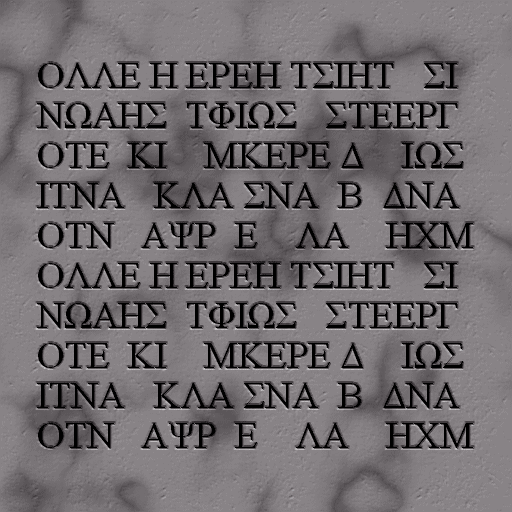 ΟΛΛΕ Η ΕΡΕΗ ΤΣΙΗΤ ΣΙ
ΝΩΑΗΣ ΤΦΙΩΣ ΣΤΕΕΡΓ
ΟΤΕ ΚΙ ΜΚΕΡΕ Δ ΙΩΣ
ΙΤΝΑ ΚΛΑ ΣΝΑ Β ΔΝΑ
ΟΤΝ ΑΨΡ Ε ΛΑ ΗΧΜ
ΟΛΛΕ Η ΕΡΕΗ ΤΣΙΗΤ ΣΙ
ΝΩΑΗΣ ΤΦΙΩΣ ΣΤΕΕΡΓ
ΟΤΕ ΚΙ ΜΚΕΡΕ Δ ΙΩΣ
ΙΤΝΑ ΚΛΑ ΣΝΑ Β ΔΝΑ
ΟΤΝ ΑΨΡ Ε ΛΑ ΗΧΜ